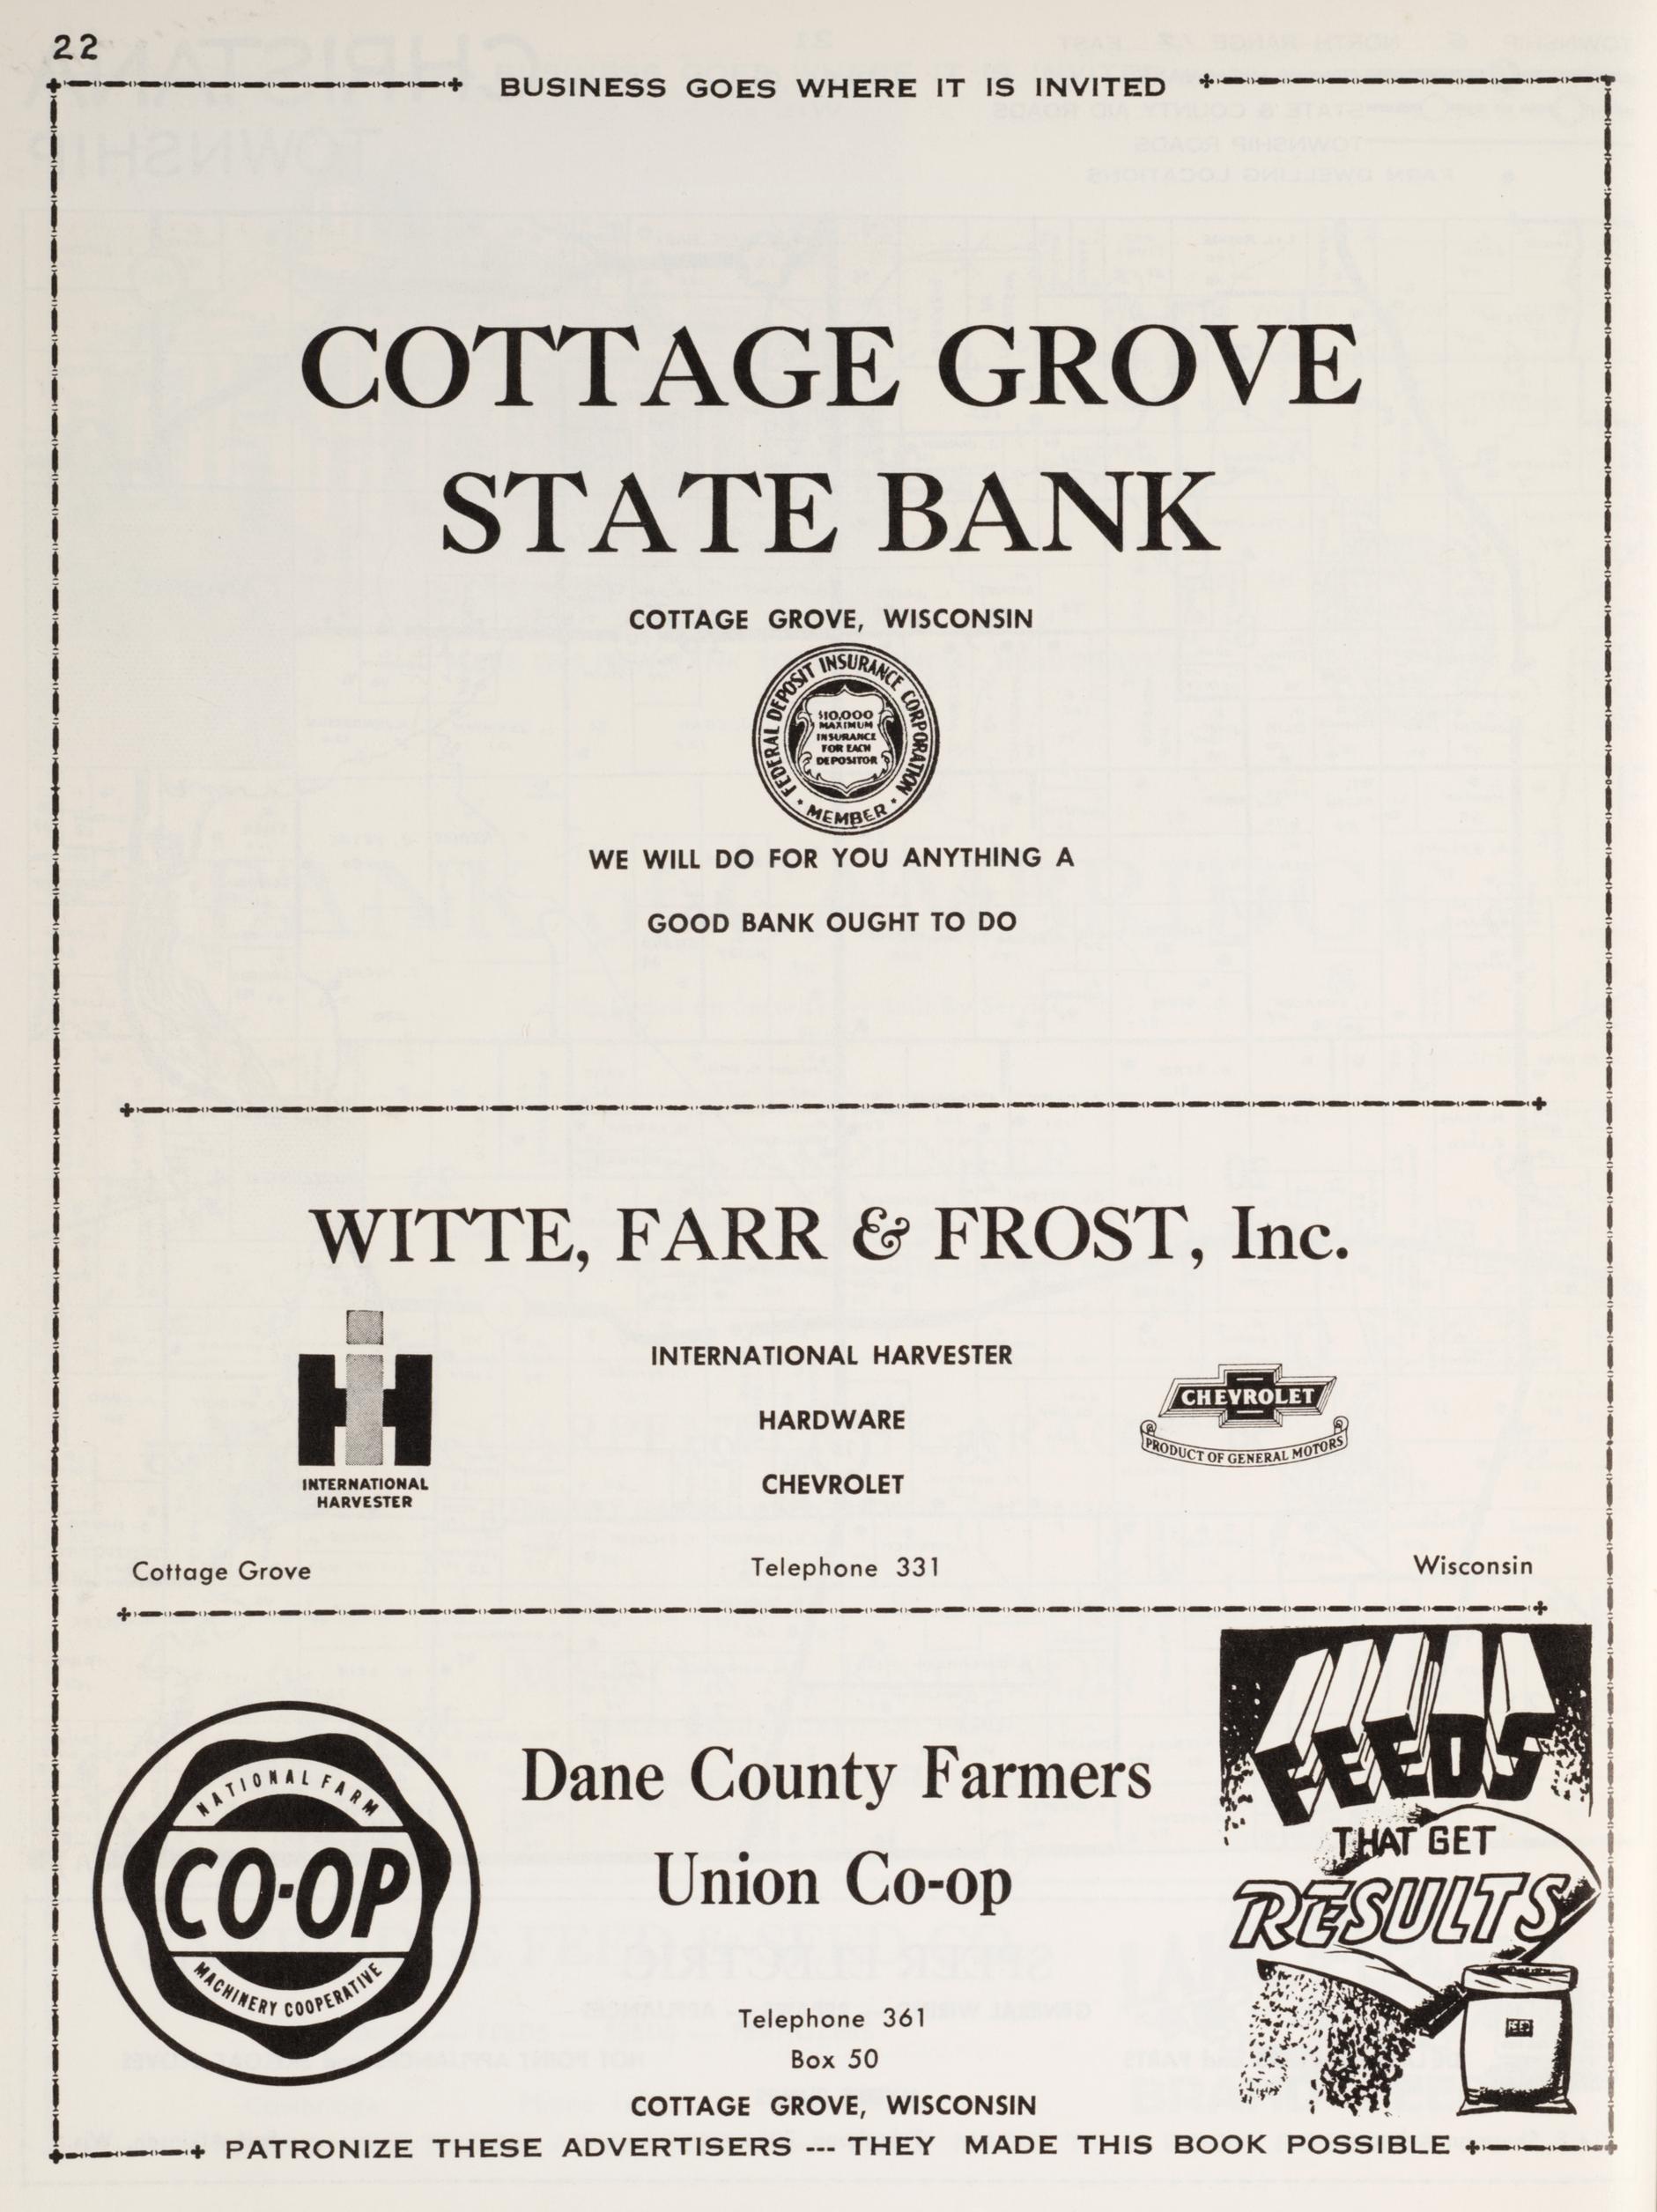 22
BUSINESS GOES WHERE IT IS INVITED
COTTAGE GROVE
STATE BANK
COTTAGE GROVE, WISCONSIN
FEDERAL DEPOSIT INSURANCE CORPORATION
$10,000
MAXIMUM
INSURANCE
FOR EACH
DEPOSITOR
• MEMBER •
WE WILL DO FOR YOU ANYTHING A
GOOD BANK OUGHT TO DO
WITTE, FARR & FROST, Inc.
INTERNATIONAL
HARVESTER
INTERNATIONAL HARVESTER
HARDWARE
CHEVROLET
CHEVROLET
PRODUCT OF GENERAL MOTORS
Cottage Grove Telephone 331 Wisconsin
NATIONAL FARM
CO-OP
MACHINERY COOPERATIVE
Dane County Farmers
Union Co-op
Telephone 361
Box 50
COTTAGE GROVE, WISCONSIN
FEEDS
THAT GET
RESULTS
FEED
PATRONIZE THESE ADVERTISERS --- THEY MADE THIS BOOK POSSIBLE